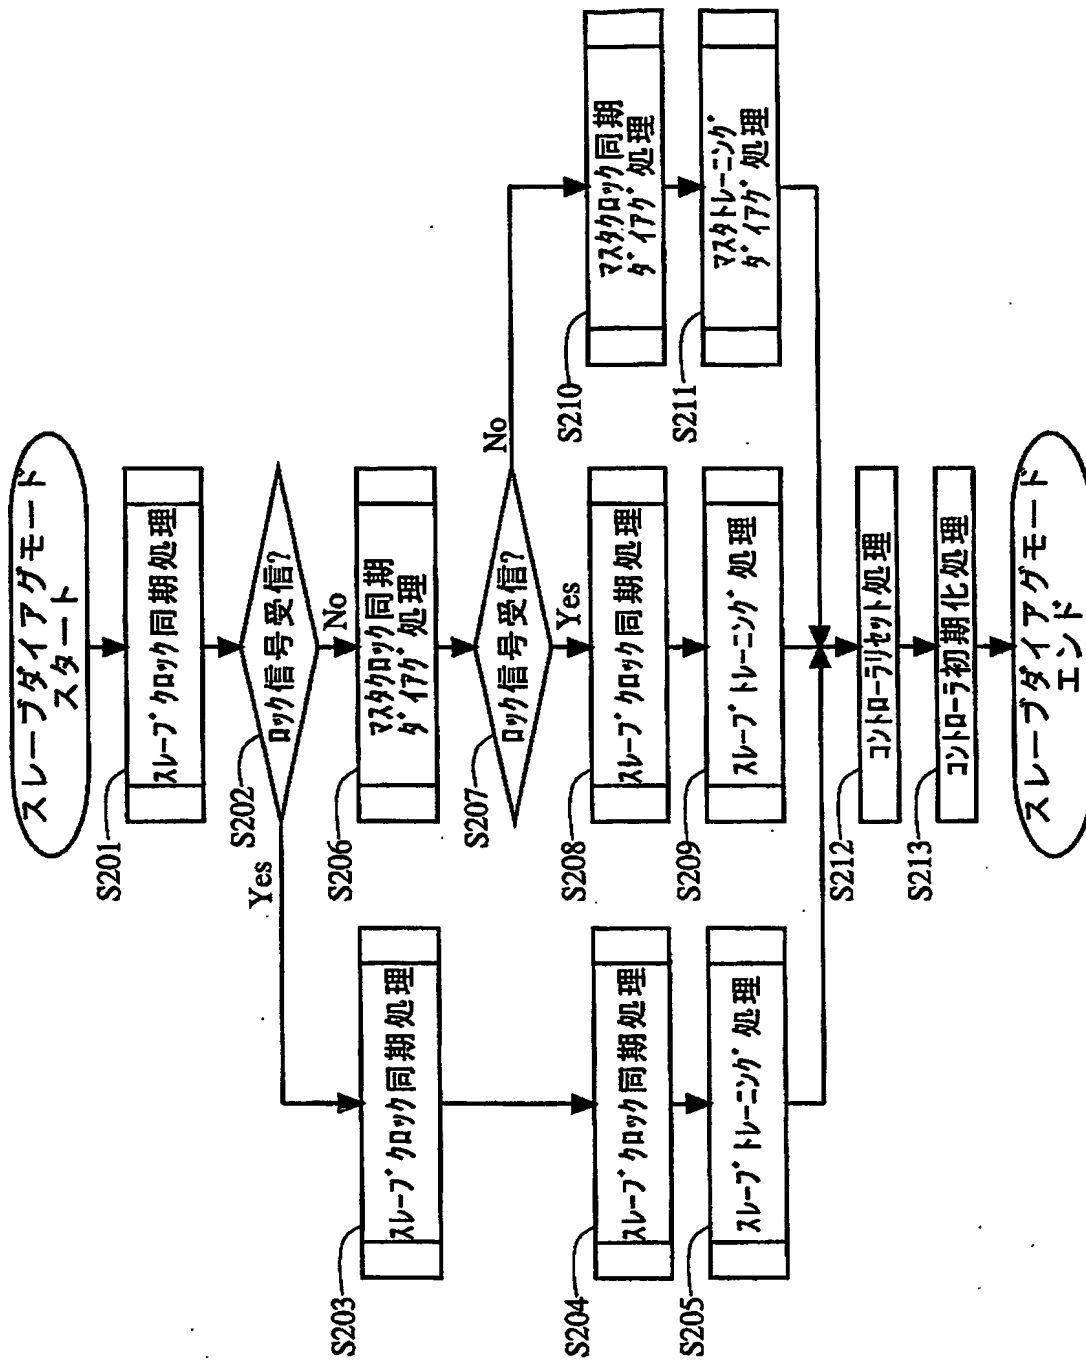 スレーブダイアグモード
スタート
S201
スレーブクロック同期処理
S202
ロック信号受信?
Yes
No
S203
スレーブクロック同期処理
S206
マスタクロック同期
ダイアグ処理
S207
ロック信号受信?
No
Yes
S204
スレーブクロック同期処理
S208
スレーブクロック同期処理
S210
マスタクロック同期
ダイアグ処理
S205
スレーブトレーニング処理
S209
スレーブトレーニング処理
S211
マスタトレーニング
ダイアグ処理
S212
コントローラリセット処理
S213
コントローラ初期化処理
スレーブダイアグモード
エンド